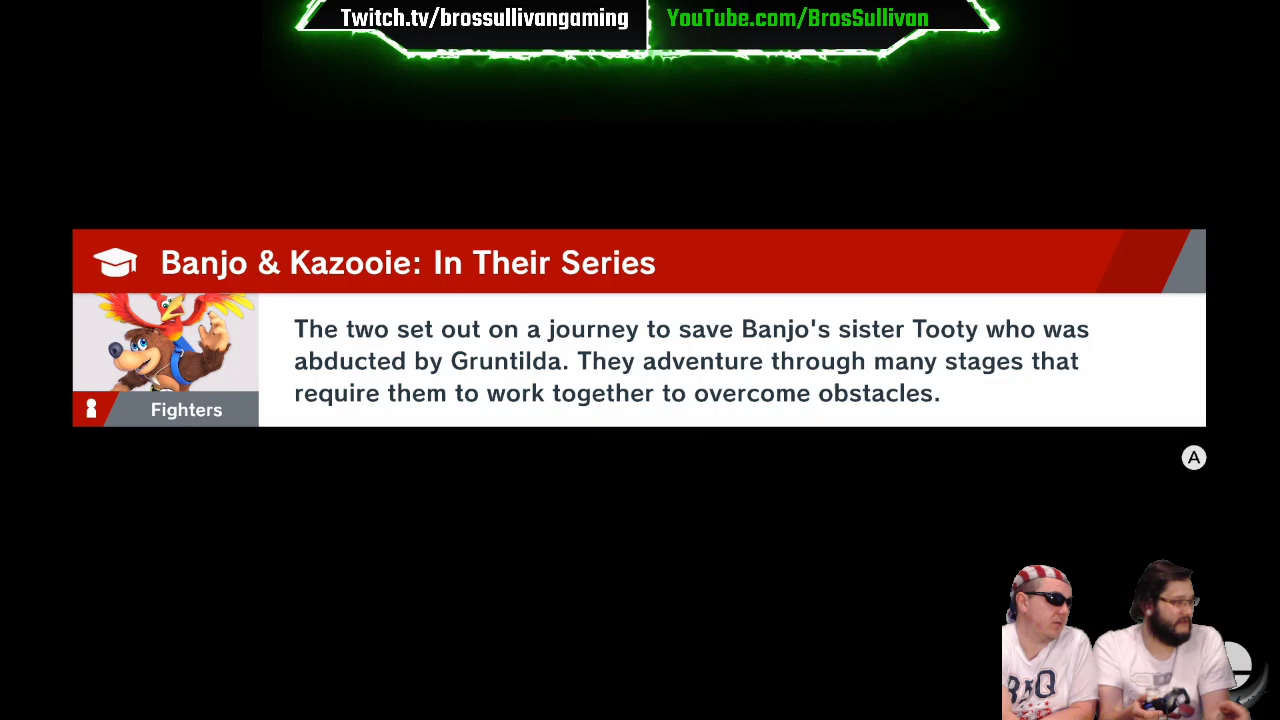 Twitch.tv/brossullivangaming
YouTube.com/BrosSullivan
Banjo & Kazooie: In Their Series
The two set out on a journey to save Banjo's sister Tooty who was
abducted by Gruntilda. They adventure through many stages that
require them to work together to overcome obstacles.
Fighters
A
BBQ